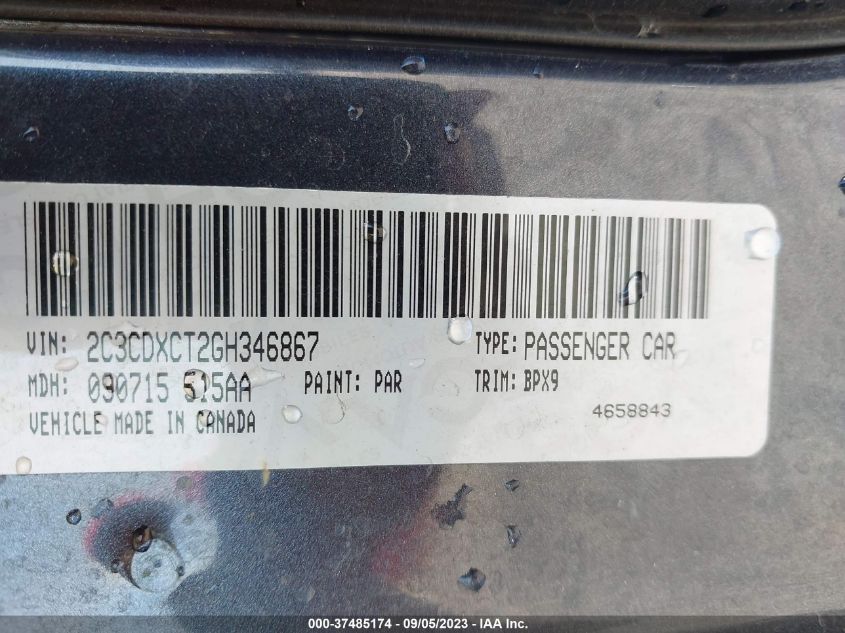 VIN: 2C3CDXCT2GH346867 TYPE: PASSENGER CAR
MDH: 090715 515AA PAINT: PAR TRIM: BPX9
VEHICLE MADE IN CANADA 4658843
000-37485174 - 09/05/2023 - IAA Inc.